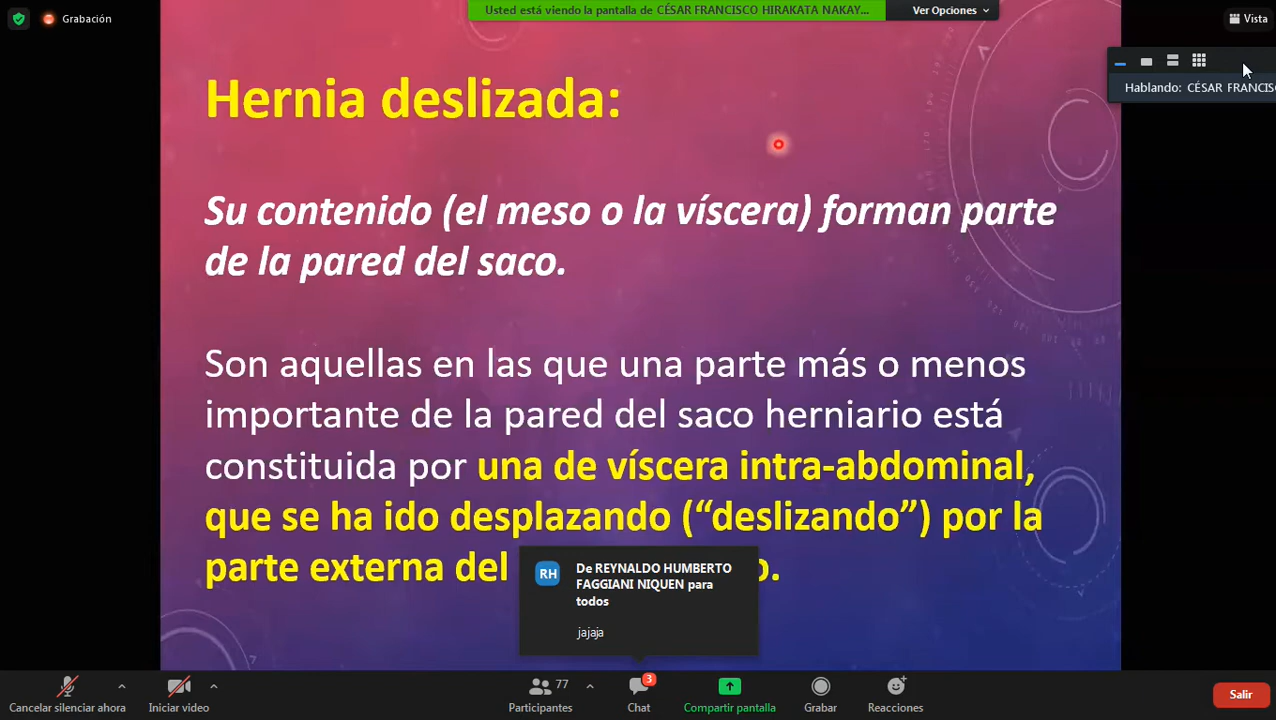 Grabación
Usted está viendo la pantalla de CÉSAR FRANCISCO HIRAKATA NAKAY...
Ver Opciones
Vista
Hablando: CÉSAR FRANCIS
Hernia deslizada:
Su contenido (el meso o la víscera) forman parte
de la pared del saco.
Son aquellas en las que una parte más o menos
importante de la pared del saco herniario está
constituida por una de víscera intra-abdominal,
que se ha ido desplazando (“deslizando”) por la
parte externa del
RH
De REYNALDO HUMBERTO
FAGGIANI NIQUEN para
todos
jajaja
Cancelar silenciar ahora
Iniciar video
77
Participantes
3
Chat
Compartir pantalla
Grabar
Reacciones
Salir